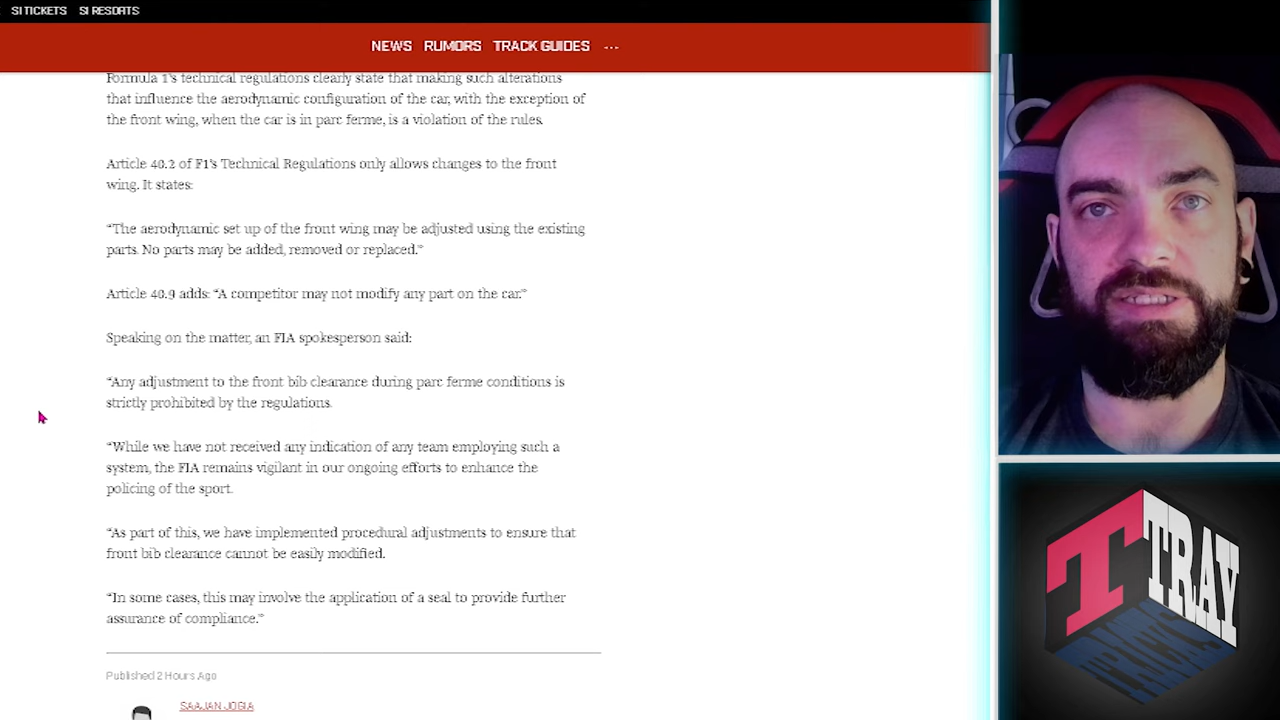 SI TICKETS SI RESORTS
NEWS RUMORS TRACK GUIDES ...
Formula 1's technical regulations clearly state that making such alterations
that influence the aerodynamic configuration of the car, with the exception of
the front wing, when the car is in parc ferme, is a violation of the rules.
Article 40.2 of F1's Technical Regulations only allows changes to the front
wing. It states:
“The aerodynamic set up of the front wing may be adjusted using the existing
parts. No parts may be added, removed or replaced.”
Article 40.9 adds: “A competitor may not modify any part on the car.”
Speaking on the matter, an FIA spokesperson said:
“Any adjustment to the front bib clearance during parc ferme conditions is
strictly prohibited by the regulations.
“While we have not received any indication of any team employing such a
system, the FIA remains vigilant in our ongoing efforts to enhance the
policing of the sport.
“As part of this, we have implemented procedural adjustments to ensure that
front bib clearance cannot be easily modified.
“In some cases, this may involve the application of a seal to provide further
assurance of compliance.”
Published 2 Hours Ago
SAAJAN JOGIA
T TRAY